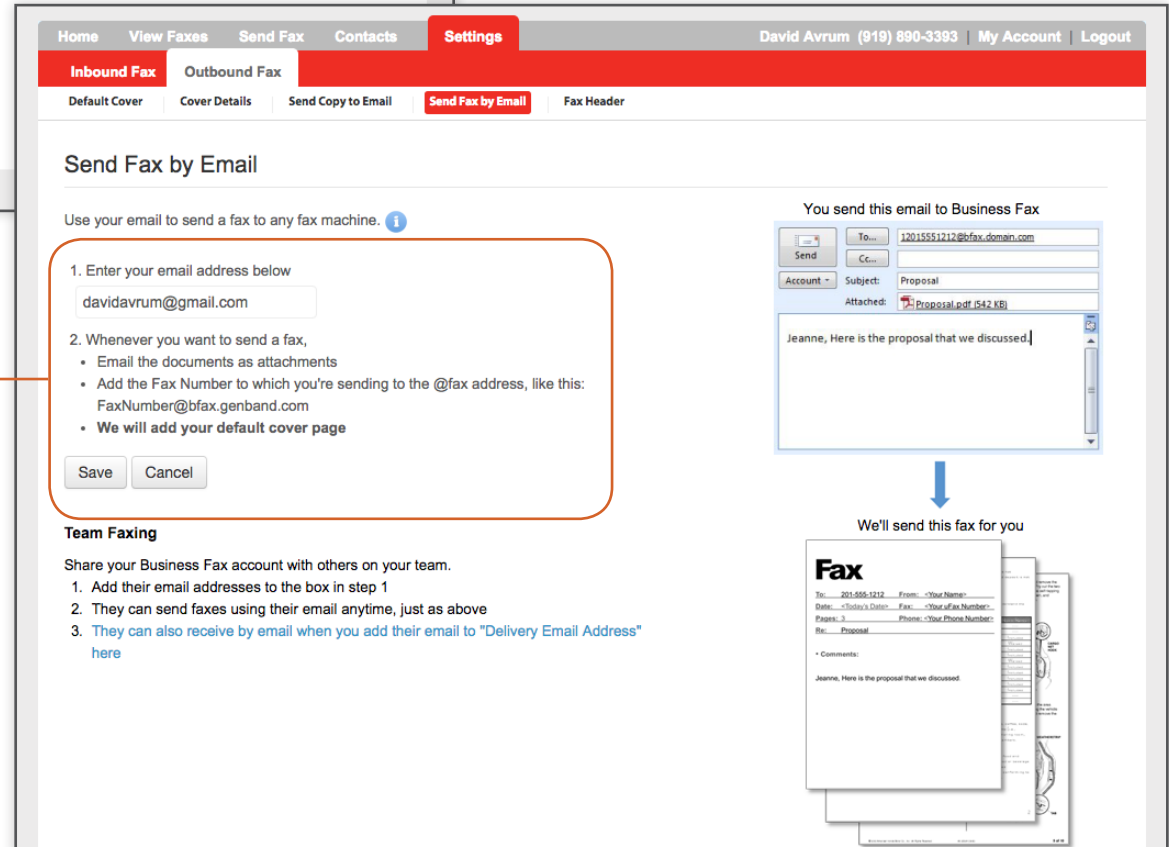 Home View Faxes Send Fax Contacts Settings David Avrum (919) 890-3393 | My Account | Logout
Inbound Fax Outbound Fax
Default Cover Cover Details Send Copy to Email Send Fax by Email Fax Header
Send Fax by Email
Use your email to send a fax to any fax machine.
1. Enter your email address below
davidavrum@gmail.com
2. Whenever you want to send a fax,
• Email the documents as attachments
• Add the Fax Number to which you're sending to the @fax address, like this:
FaxNumber@bfax.genband.com
• We will add your default cover page
Save Cancel
Team Faxing
Share your Business Fax account with others on your team.
1. Add their email addresses to the box in step 1
2. They can send faxes using their email anytime, just as above
3. They can also receive by email when you add their email to "Delivery Email Address"
here
You send this email to Business Fax
Send To... 12015551212@bfax.domain.com
Cc...
Account Subject: Proposal
Attached: Proposal.pdf (542 KB)
Jeanne, Here is the proposal that we discussed.
We'll send this fax for you
Fax
To: 201-555-1212 From: <Your Name>
Date: <Today's Date> Fax: <Your uFax Number>
Pages: 3 Phone: <Your Phone Number>
Re: Proposal
• Comments:
Jeanne, Here is the proposal that we discussed.